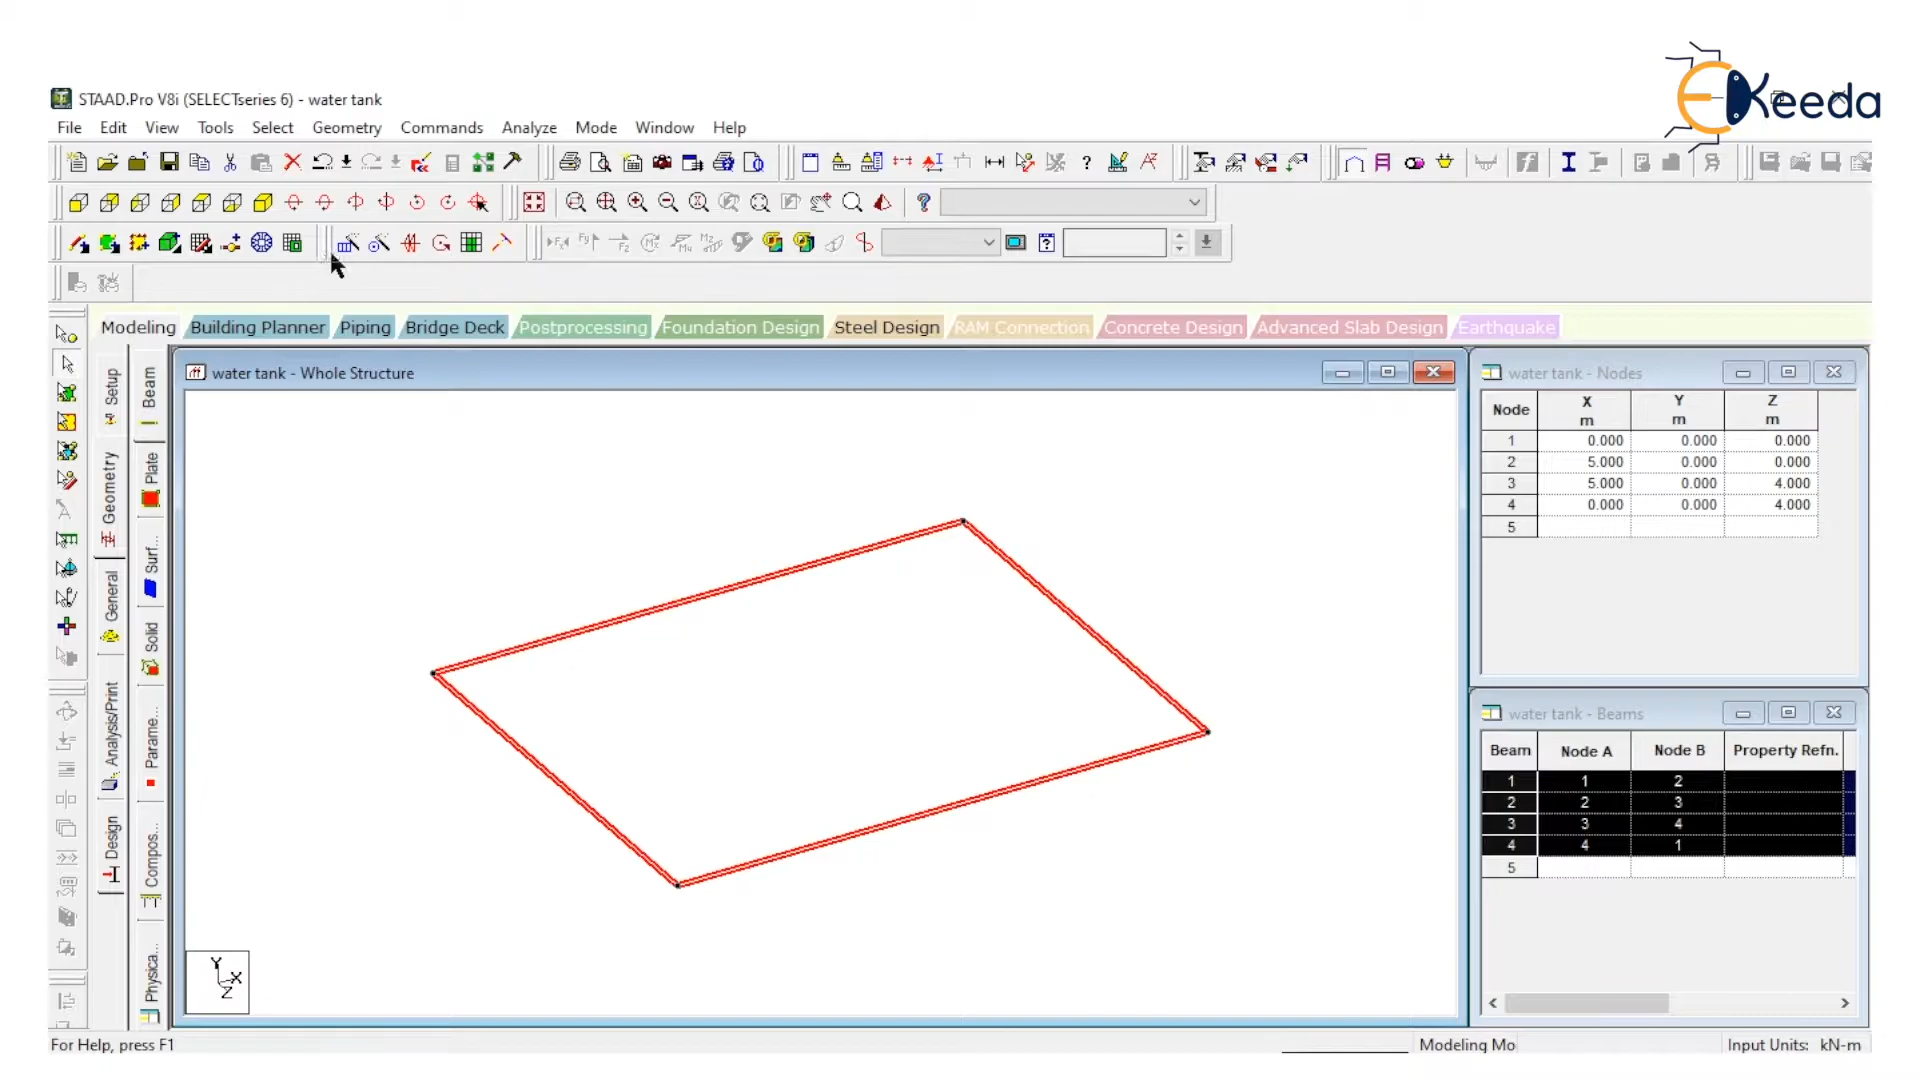 Keeda
STAAD.Pro V8i (SELECTseries 6) - water tank
File Edit View Tools Select Geometry Commands Analyze Mode Window Help
Modeling Building Planner Piping Bridge Deck Postprocessing Foundation Design Steel Design RAM Connection Concrete Design Advanced Slab Design Earthquake
Setup
Geometry
General
Analysis/Print
Design
Beam
Plate
Surf...
Solid
Parame...
Compos...
Physica...
water tank - Whole Structure
Y
X
Z
water tank - Nodes
Node X m Y m Z m
1 0.000 0.000 0.000
2 5.000 0.000 0.000
3 5.000 0.000 4.000
4 0.000 0.000 4.000
5
water tank - Beams
Beam Node A Node B Property Refn.
1 1 2
2 2 3
3 3 4
4 4 1
5
For Help, press F1
Modeling Mo
Input Units: kN-m